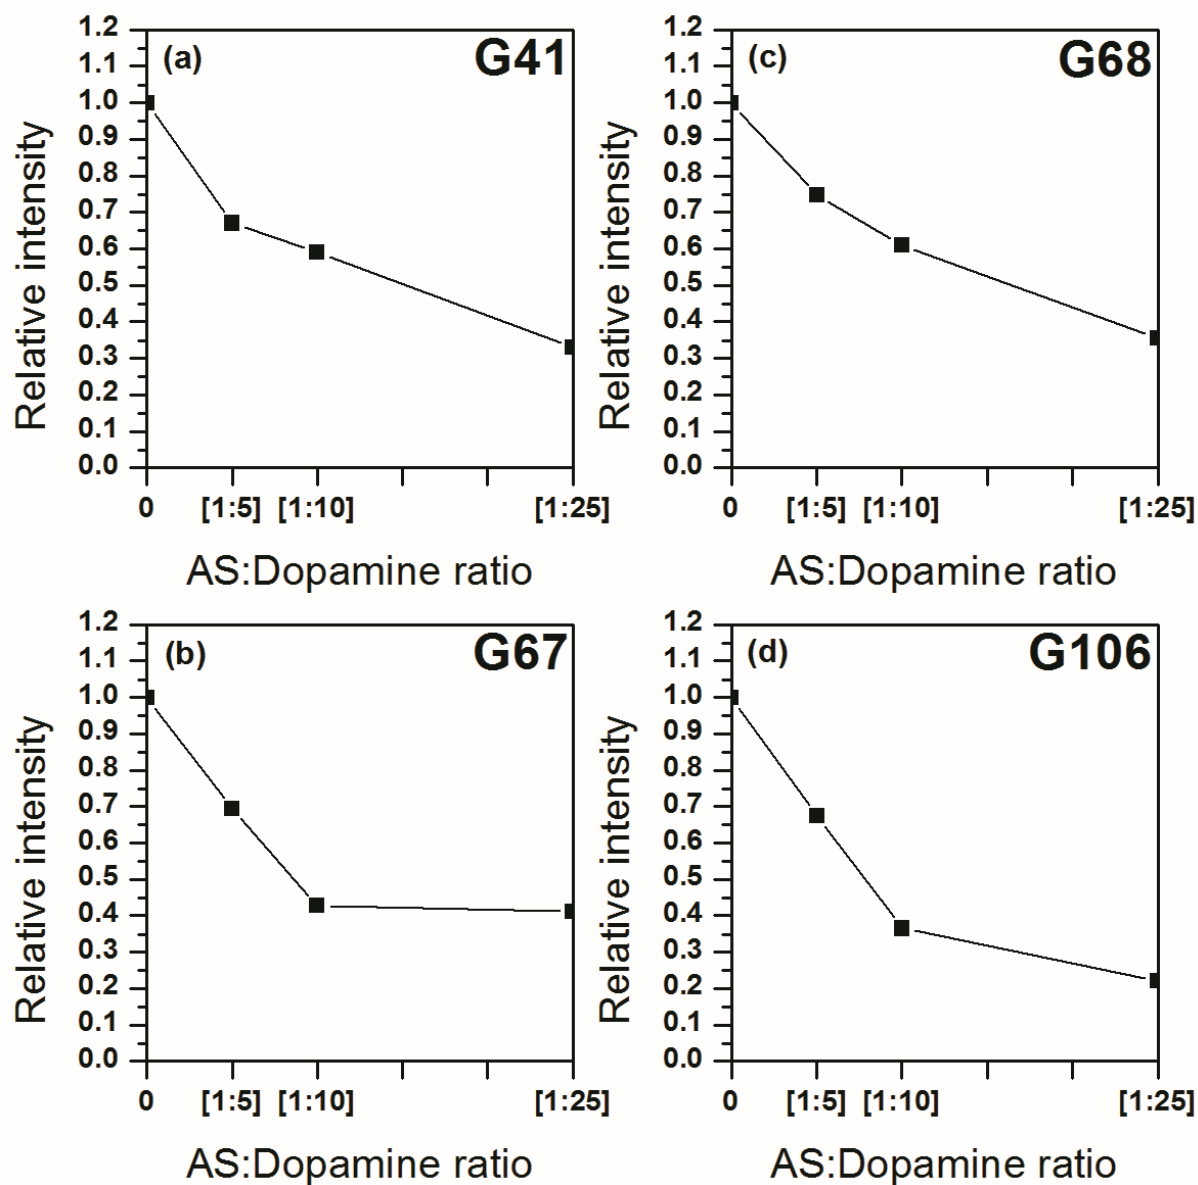 (a)
G41
1.2
1.1
1.0
0.9
0.8
0.7
0.6
0.5
0.4
0.3
0.2
0.1
0.0
Relative intensity
0 [1:5] [1:10] [1:25]
AS:Dopamine ratio
(c)
G68
1.2
1.1
1.0
0.9
0.8
0.7
0.6
0.5
0.4
0.3
0.2
0.1
0.0
Relative intensity
0 [1:5] [1:10] [1:25]
AS:Dopamine ratio
(b)
G67
1.2
1.1
1.0
0.9
0.8
0.7
0.6
0.5
0.4
0.3
0.2
0.1
0.0
Relative intensity
0 [1:5] [1:10] [1:25]
AS:Dopamine ratio
(d)
G106
1.2
1.1
1.0
0.9
0.8
0.7
0.6
0.5
0.4
0.3
0.2
0.1
0.0
Relative intensity
0 [1:5] [1:10] [1:25]
AS:Dopamine ratio